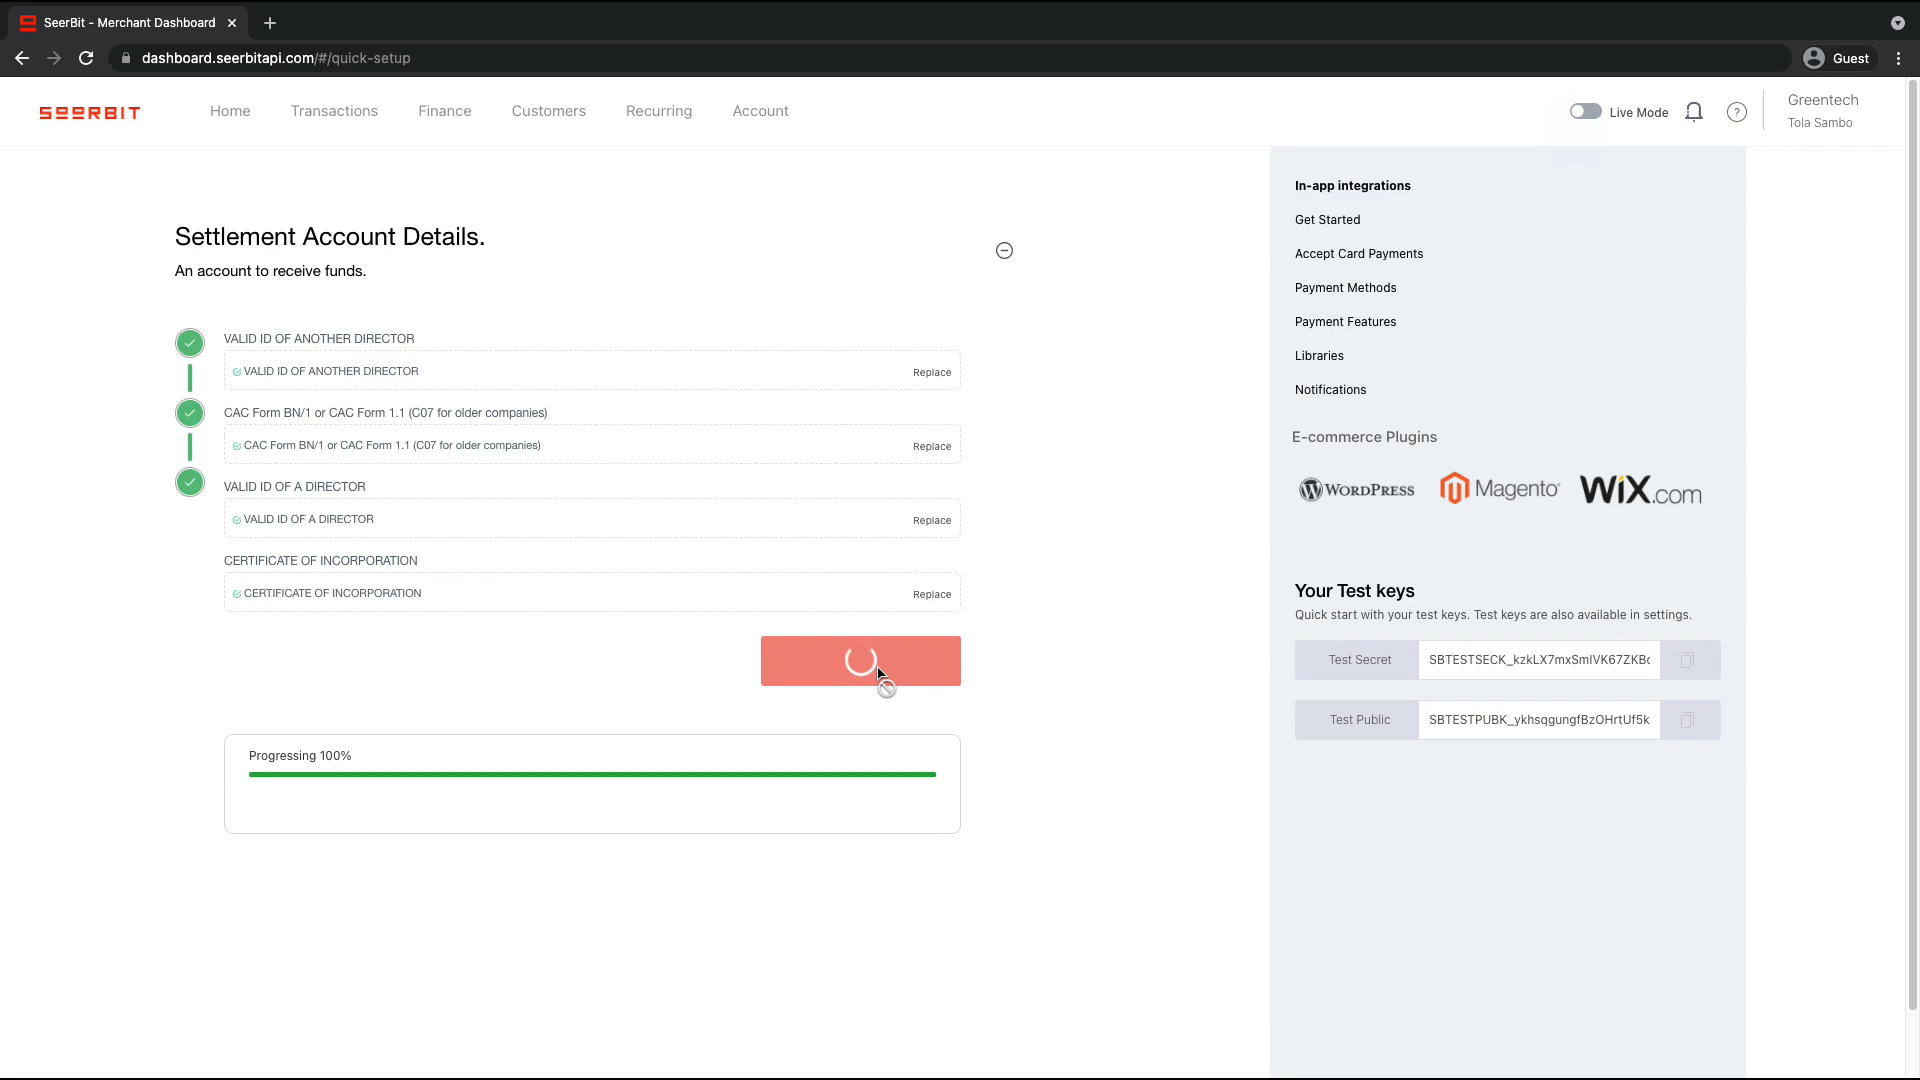 SeerBit - Merchant Dashboard
dashboard.seerbitapi.com/#/quick-setup
Guest
SEERBIT
Home
Transactions
Finance
Customers
Recurring
Account
Live Mode
Greentech
Tola Sambo
Settlement Account Details.
An account to receive funds.
VALID ID OF ANOTHER DIRECTOR
VALID ID OF ANOTHER DIRECTOR
Replace
CAC Form BN/1 or CAC Form 1.1 (C07 for older companies)
CAC Form BN/1 or CAC Form 1.1 (C07 for older companies)
Replace
VALID ID OF A DIRECTOR
VALID ID OF A DIRECTOR
Replace
CERTIFICATE OF INCORPORATION
CERTIFICATE OF INCORPORATION
Replace
Progressing 100%
In-app integrations
Get Started
Accept Card Payments
Payment Methods
Payment Features
Libraries
Notifications
E-commerce Plugins
WORDPRESS
Magento
WiX.com
Your Test keys
Quick start with your test keys. Test keys are also available in settings.
Test Secret
SBTESTSECK_kzkLX7mxSmIVK67ZKBc
Test Public
SBTESTPUBK_ykhsqgungfBzOHrtUf5k